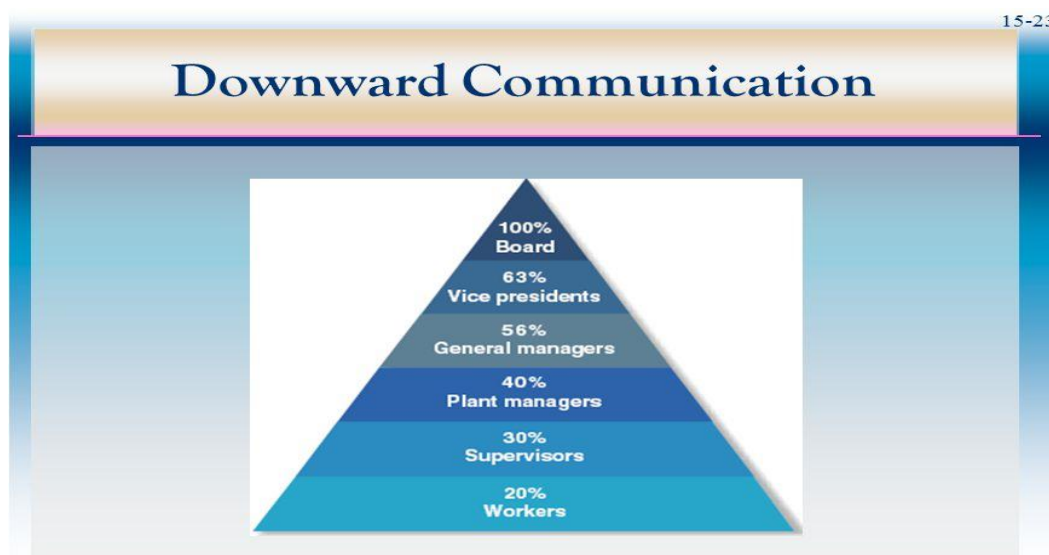 15-23
Downward Communication
100%
Board
63%
Vice presidents
56%
General managers
40%
Plant managers
30%
Supervisors
20%
Workers